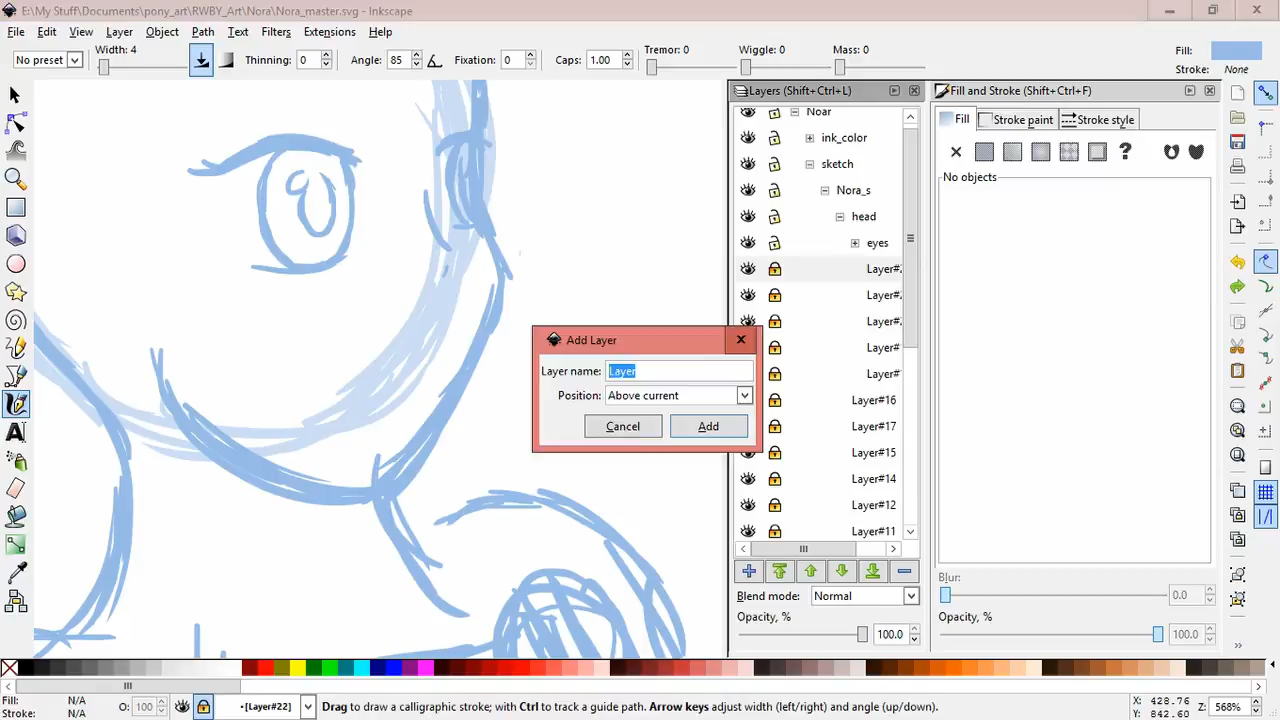 E:\My Stuff\Documents\pony_art\RWBY_Art\Nora\Nora_master.svg - Inkscape
File Edit View Layer Object Path Filters Text Extensions Help
No preset Width: 4 Thinning: 0 Angle: 85 Fixation: 0 Caps: 1.00 Tremor: 0 Wiggle: 0 Mass: 0 Fill:
Stroke: None
Layers (Shift+Ctrl+L) Fill and Stroke (Shift+Ctrl+F)
Noar
Fill Stroke paint Stroke style
ink_color
sketch
No objects
Nora_s
head
eyes
Layer#
Layer#
Layer#
Layer#
Layer#
Layer#16
Layer#17
Layer#15
Layer#14
Layer#12
Layer#11
Add Layer
Layer name: Layer
Position: Above current
Cancel Add
Blend mode: Normal
Opacity, %
100.0
Blur:
0.0
Opacity, %
100.0
Fill: N/A
Stroke: N/A
O: 100
•[Layer#22]
Drag to draw a calligraphic stroke; with Ctrl to track a guide path. Arrow keys adjust width (left/right) and angle (up/down).
X: 428.76
Y: 842.60
Z: 568%